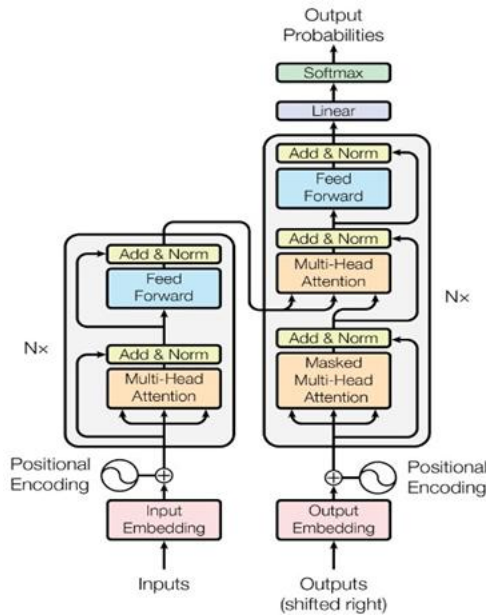 Output
Probabilities
Softmax
Linear
Add & Norm
Feed
Forward
Add & Norm
Multi-Head
Attention
Add & Norm
Masked
Multi-Head
Attention
Nx
Add & Norm
Feed
Forward
Nx
Add & Norm
Multi-Head
Attention
Positional
Encoding
Positional
Encoding
Input
Embedding
Output
Embedding
Inputs
Outputs
(shifted right)